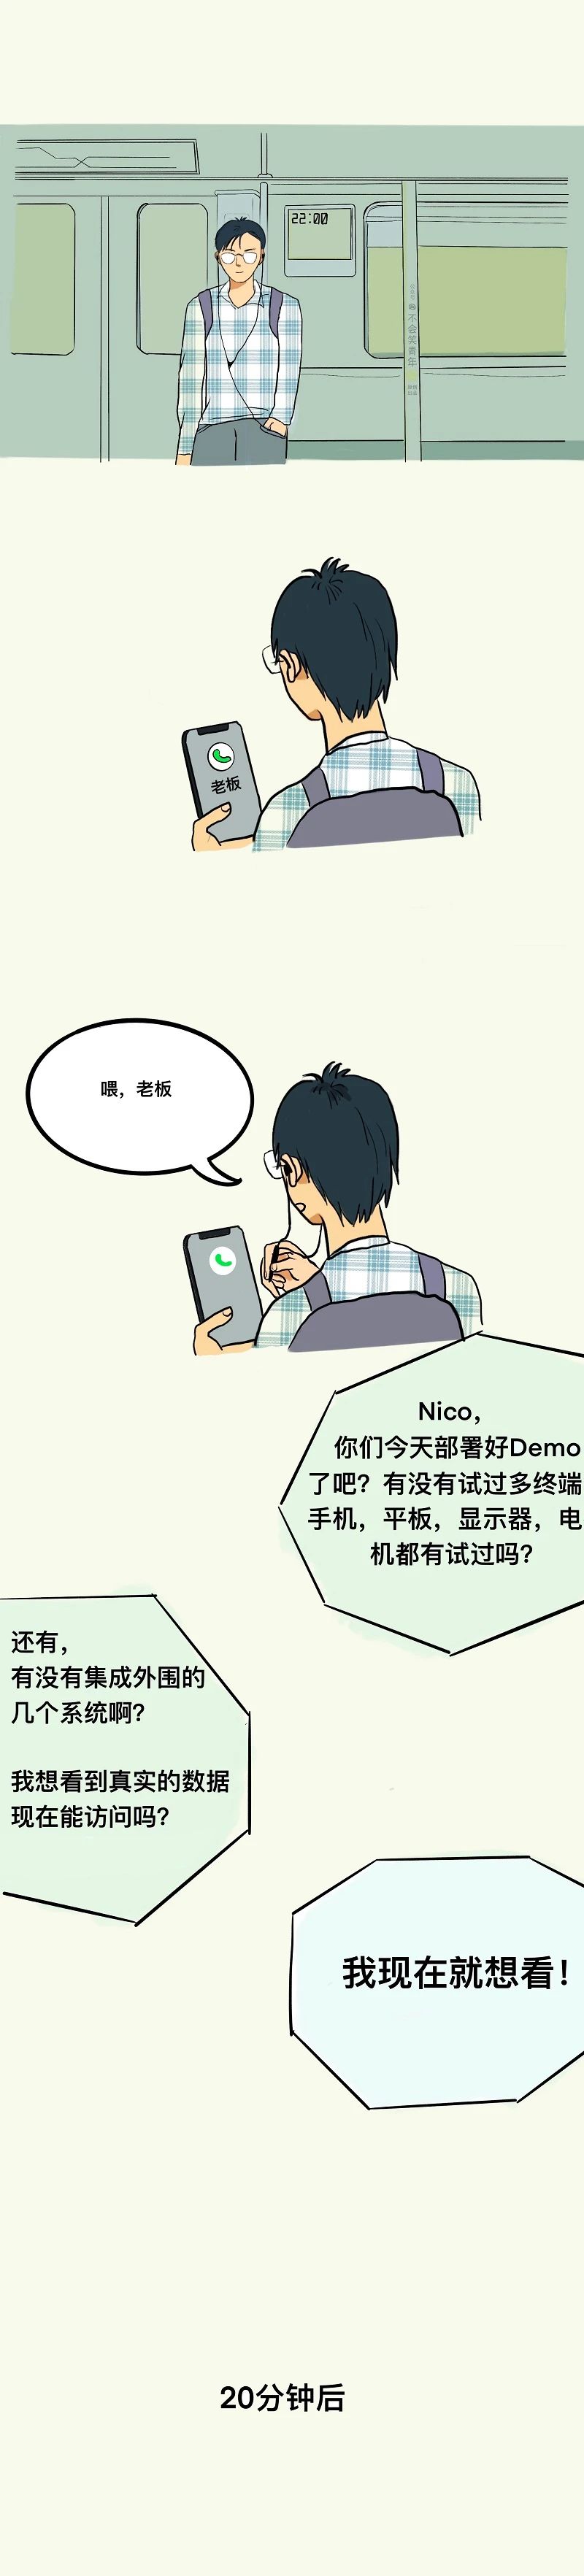 22:00
不会笑青年
老板
喂，老板
Nico，
你们今天部署好Demo
了吧？有没有试过多终端
手机，平板，显示器，电
机都有试过吗？
还有，
有没有集成外围的
几个系统啊？
我想看到真实的数据
现在能访问吗？
我现在就想看！
20分钟后